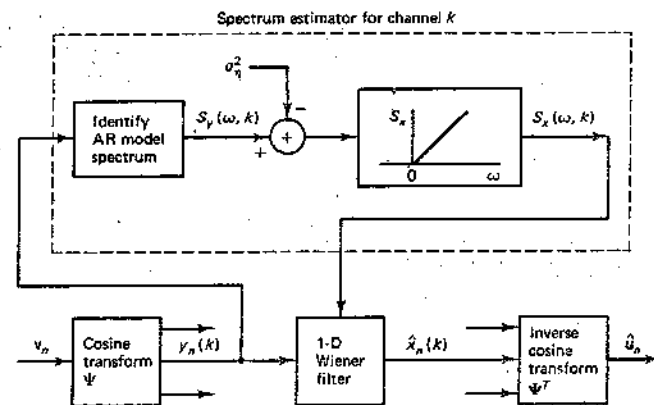 Spectrum estimator for channel k
σ²η
−
Identify
AR model
spectrum
Sy(ω, k)
+
+
Sx
0
ω
Sx(ω, k)
vn
Cosine
transform
Ψ
yn(k)
1-D
Wiener
filter
x̂n(k)
Inverse
cosine
transform
Ψᵀ
ûn